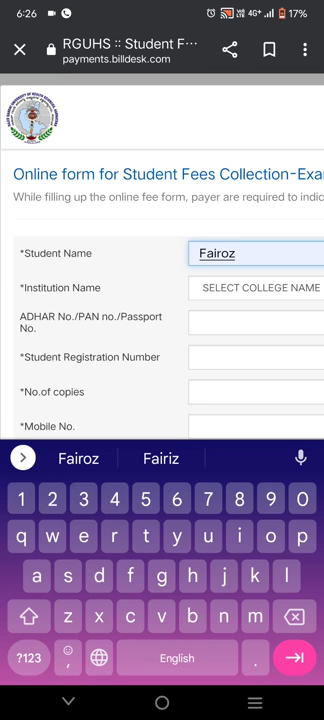 6:26
4G+
17%
RGUHS :: Student F···
payments.billdesk.com
Online form for Student Fees Collection-Exa
While filling up the online fee form, payer are required to indic
*Student Name
Fairoz
*Institution Name
SELECT COLLEGE NAME
ADHAR No./PAN no./Passport
No.
*Student Registration Number
*No.of copies
*Mobile No.
Fairoz
Fairiz
1 2 3 4 5 6 7 8 9 0
q w e r t y u i o p
a s d f g h j k l
z x c v b n m
?123
,
English
.